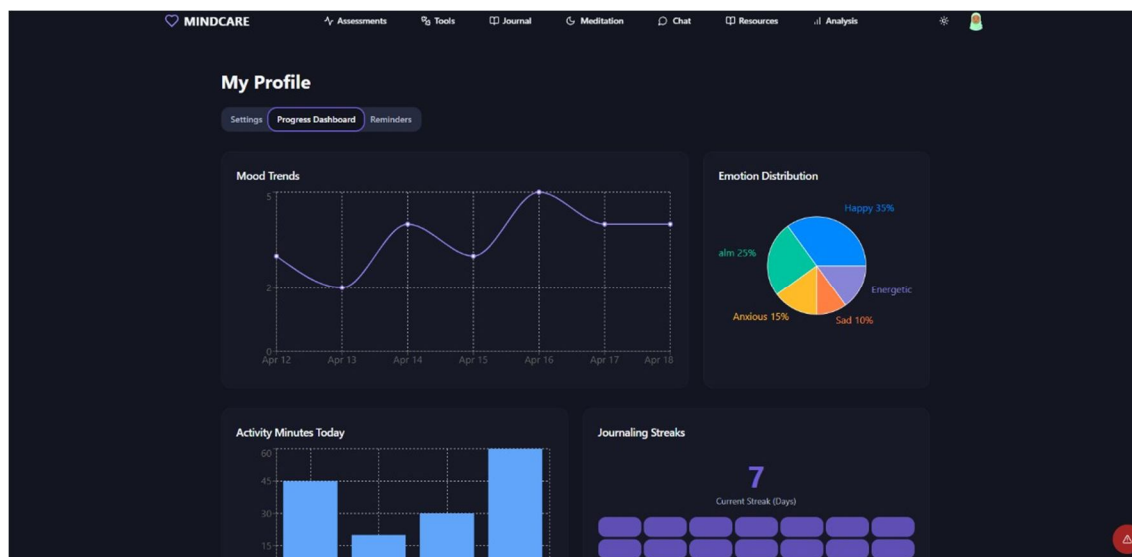 MINDCARE Assessments Tools Journal Meditation Chat Resources Analysis
My Profile
Settings Progress Dashboard Reminders
Mood Trends
5
2
0
Apr 12 Apr 13 Apr 14 Apr 15 Apr 16 Apr 17 Apr 18
Emotion Distribution
Happy 35%
alm 25%
Energetic
Anxious 15%
Sad 10%
Activity Minutes Today
60
45
30
15
Journaling Streaks
7
Current Streak (Days)